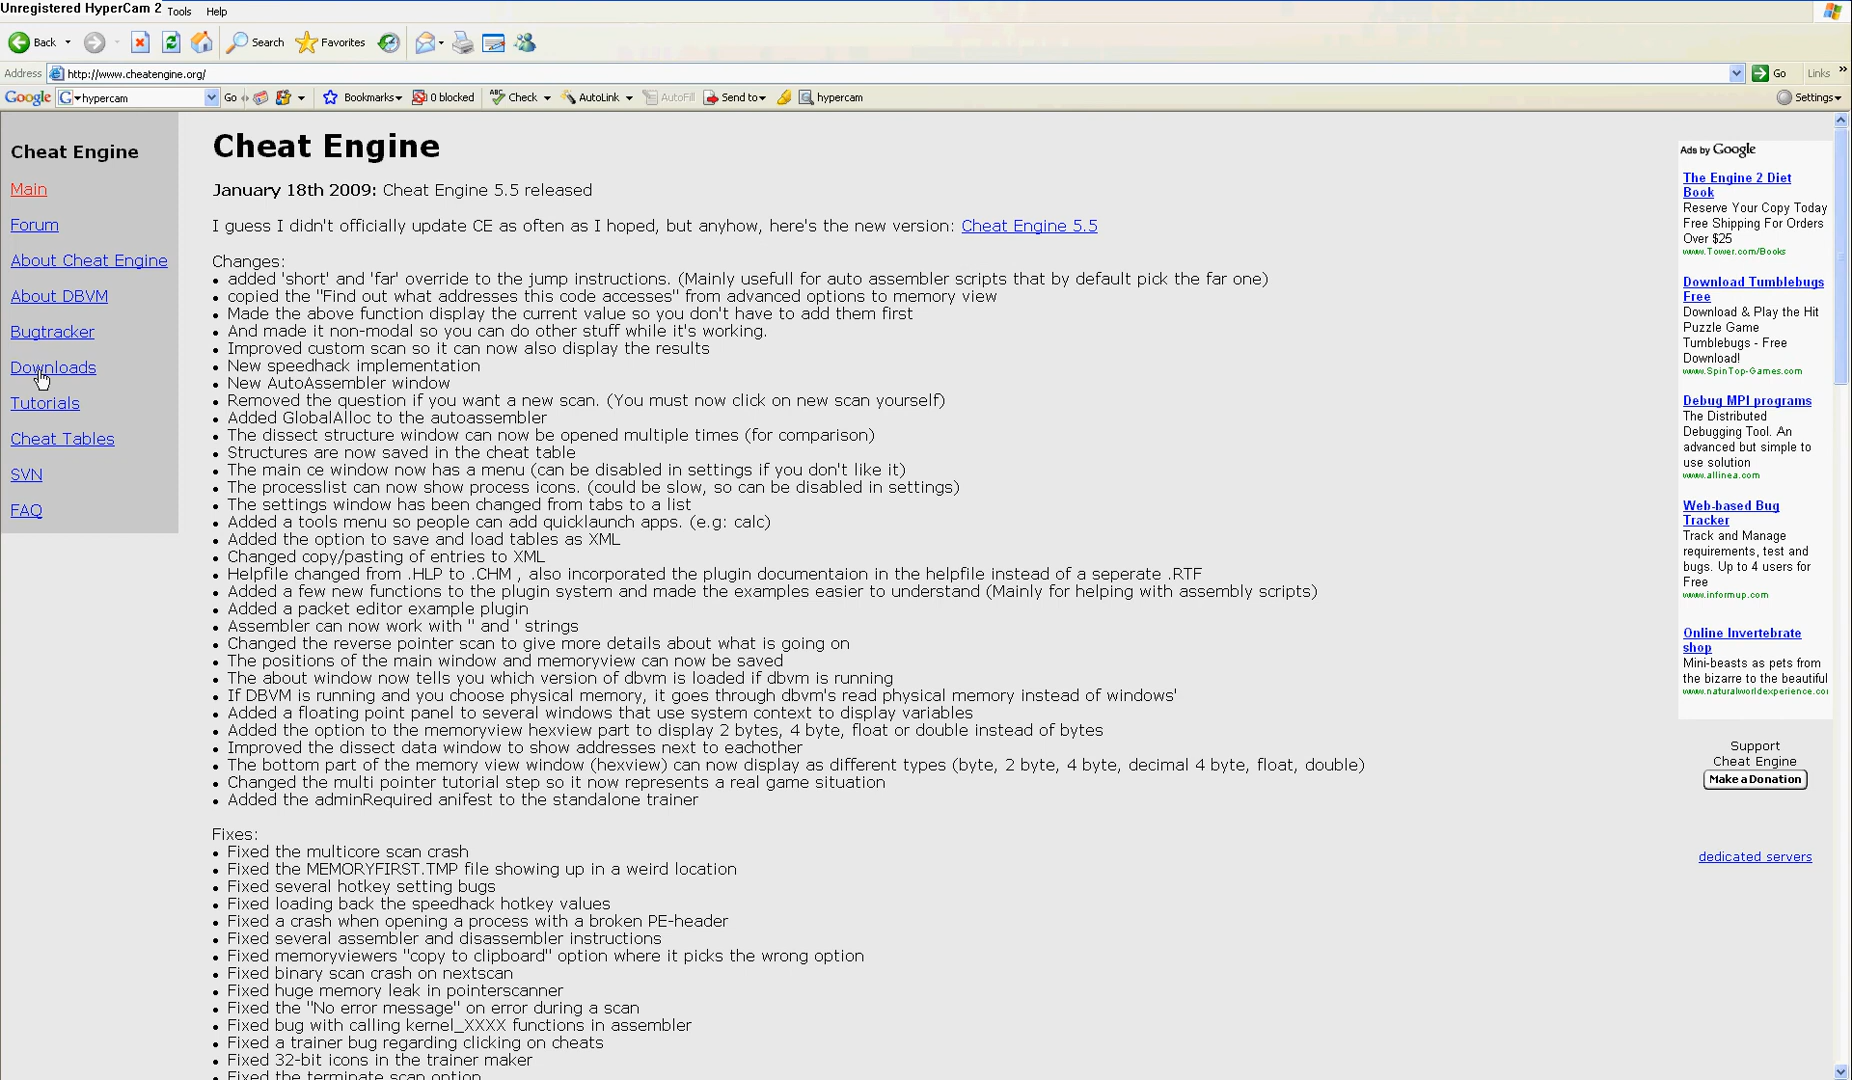 Unregistered HyperCam 2 Tools Help
Back Search Favorites
Address http://www.cheatengine.org/ Go Links »
Google G hypercam Go Bookmarks 0 blocked Check AutoLink AutoFill Send to hypercam Settings
Cheat Engine
Main
Forum
About Cheat Engine
About DBVM
Bugtracker
Downloads
Tutorials
Cheat Tables
SVN
FAQ
Cheat Engine
January 18th 2009: Cheat Engine 5.5 released
I guess I didn't officially update CE as often as I hoped, but anyhow, here's the new version: Cheat Engine 5.5
Changes:
• added 'short' and 'far' override to the jump instructions. (Mainly usefull for auto assembler scripts that by default pick the far one)
• copied the "Find out what addresses this code accesses" from advanced options to memory view
• Made the above function display the current value so you don't have to add them first
• And made it non-modal so you can do other stuff while it's working.
• Improved custom scan so it can now also display the results
• New speedhack implementation
• New AutoAssembler window
• Removed the question if you want a new scan. (You must now click on new scan yourself)
• Added GlobalAlloc to the autoassembler
• The dissect structure window can now be opened multiple times (for comparison)
• Structures are now saved in the cheat table
• The main ce window now has a menu (can be disabled in settings if you don't like it)
• The processlist can now show process icons. (could be slow, so can be disabled in settings)
• The settings window has been changed from tabs to a list
• Added a tools menu so people can add quicklaunch apps. (e.g: calc)
• Added the option to save and load tables as XML
• Changed copy/pasting of entries to XML
• Helpfile changed from .HLP to .CHM , also incorporated the plugin documentaion in the helpfile instead of a seperate .RTF
• Added a few new functions to the plugin system and made the examples easier to understand (Mainly for helping with assembly scripts)
• Added a packet editor example plugin
• Assembler can now work with " and ' strings
• Changed the reverse pointer scan to give more details about what is going on
• The positions of the main window and memoryview can now be saved
• The about window now tells you which version of dbvm is loaded if dbvm is running
• If DBVM is running and you choose physical memory, it goes through dbvm's read physical memory instead of windows'
• Added a floating point panel to several windows that use system context to display variables
• Added the option to the memoryview hexview part to display 2 bytes, 4 byte, float or double instead of bytes
• Improved the dissect data window to show addresses next to eachother
• The bottom part of the memory view window (hexview) can now display as different types (byte, 2 byte, 4 byte, decimal 4 byte, float, double)
• Changed the multi pointer tutorial step so it now represents a real game situation
• Added the adminRequired anifest to the standalone trainer
Fixes:
• Fixed the multicore scan crash
• Fixed the MEMORYFIRST.TMP file showing up in a weird location
• Fixed several hotkey setting bugs
• Fixed loading back the speedhack hotkey values
• Fixed a crash when opening a process with a broken PE-header
• Fixed several assembler and disassembler instructions
• Fixed memoryviewers "copy to clipboard" option where it picks the wrong option
• Fixed binary scan crash on nextscan
• Fixed huge memory leak in pointerscanner
• Fixed the "No error message" on error during a scan
• Fixed bug with calling kernel_XXXX functions in assembler
• Fixed a trainer bug regarding clicking on cheats
• Fixed 32-bit icons in the trainer maker
• Fixed the terminate scan option
Ads by Google
The Engine 2 Diet
Book
Reserve Your Copy Today
Free Shipping For Orders
Over $25
www.Tower.com/Books
Download Tumblebugs
Free
Download & Play the Hit
Puzzle Game
Tumblebugs - Free
Download!
www.SpinTop-Games.com
Debug MPI programs
The Distributed
Debugging Tool. An
advanced but simple to
use solution
www.allinea.com
Web-based Bug
Tracker
Track and Manage
requirements, test and
bugs. Up to 4 users for
Free
www.informup.com
Online Invertebrate
shop
Mini-beasts as pets from
the bizarre to the beautiful
www.naturalworldexperience.co
Support
Cheat Engine
Make a Donation
dedicated servers